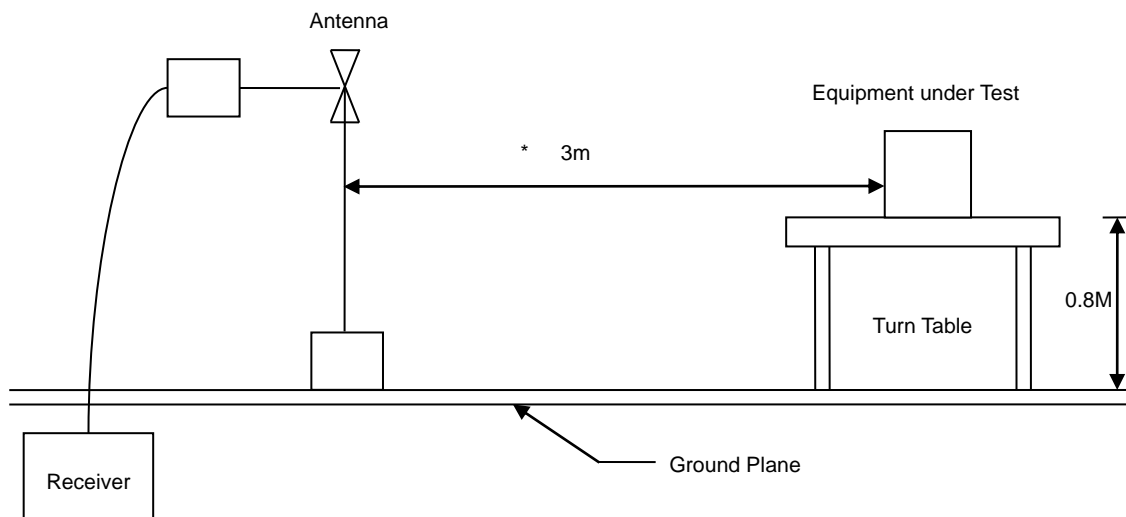 Antenna
Equipment under Test
* 3m
0.8M
Turn Table
Ground Plane
Receiver